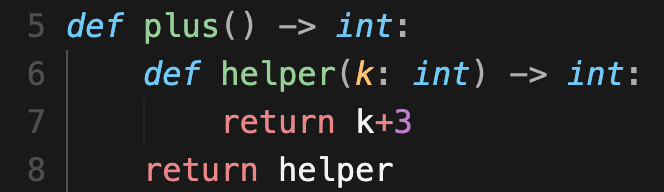 5 def plus() -> int:
6     def helper(k: int) -> int:
7         return k+3
8     return helper